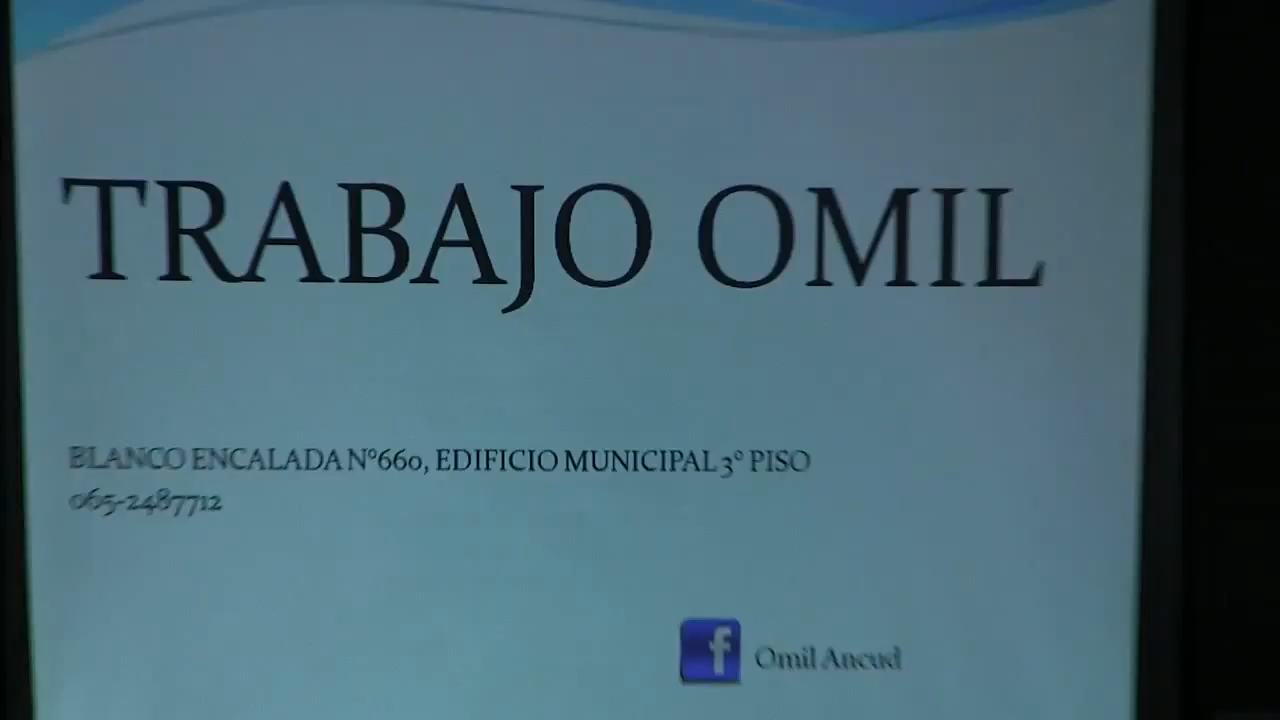 TRABAJO OMIL
BLANCO ENCALADA N°660, EDIFICIO MUNICIPAL 3° PISO
065-2487712
f Omil Ancud